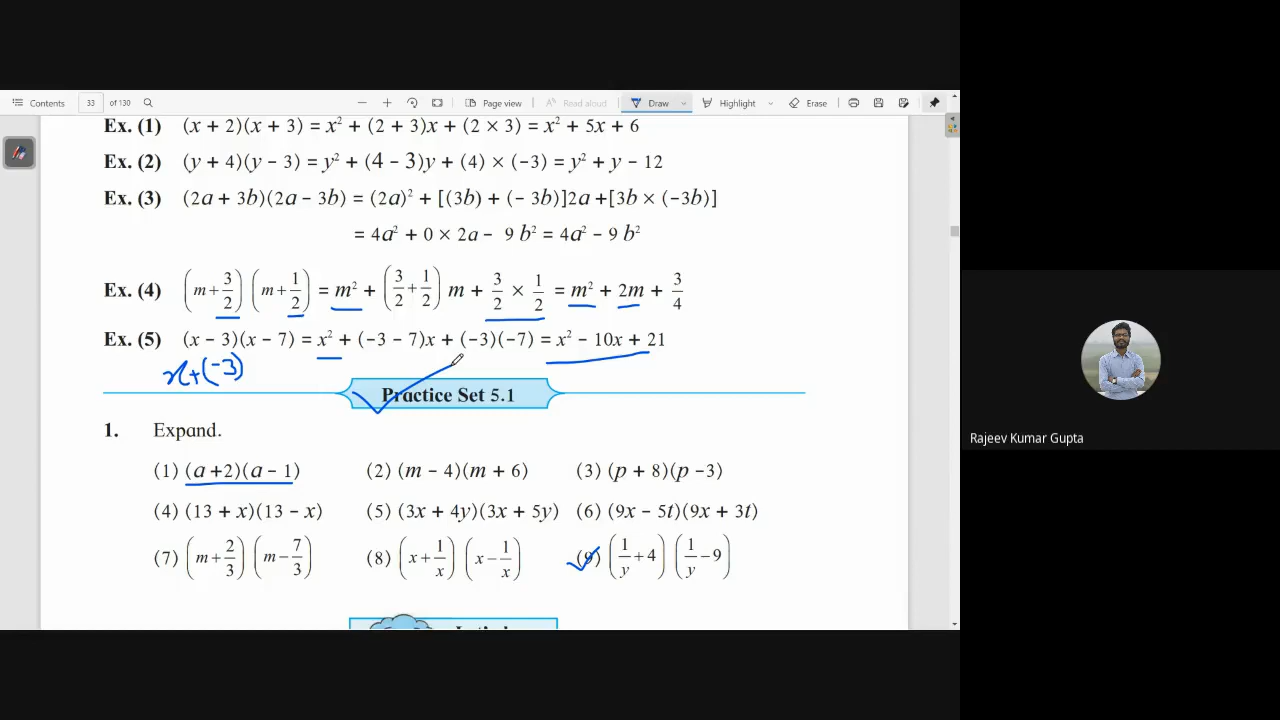 Contents 33 of 130 Page view Read aloud Draw Highlight Erase
Ex. (1) (x + 2)(x + 3) = x² + (2 + 3)x + (2 × 3) = x² + 5x + 6
Ex. (2) (y + 4)(y - 3) = y² + (4 - 3)y + (4) × (-3) = y² + y - 12
Ex. (3) (2a + 3b)(2a - 3b) = (2a)² + [(3b) + (- 3b)]2a +[3b × (-3b)]
= 4a² + 0 × 2a - 9 b² = 4a² - 9 b²
Ex. (4) (m + 3/2) (m + 1/2) = m² + (3/2 + 1/2) m + 3/2 × 1/2 = m² + 2m + 3/4
Ex. (5) (x - 3)(x - 7) = x² + (-3 - 7)x + (-3)(-7) = x² - 10x + 21
x+(-3)
Practice Set 5.1
1. Expand.
(1) (a +2)(a - 1) (2) (m - 4)(m + 6) (3) (p + 8)(p -3)
(4) (13 + x)(13 - x) (5) (3x + 4y)(3x + 5y) (6) (9x - 5t)(9x + 3t)
(7) (m + 2/3) (m - 7/3) (8) (x + 1/x) (x - 1/x) (9) (1/y + 4) (1/y - 9)
Rajeev Kumar Gupta